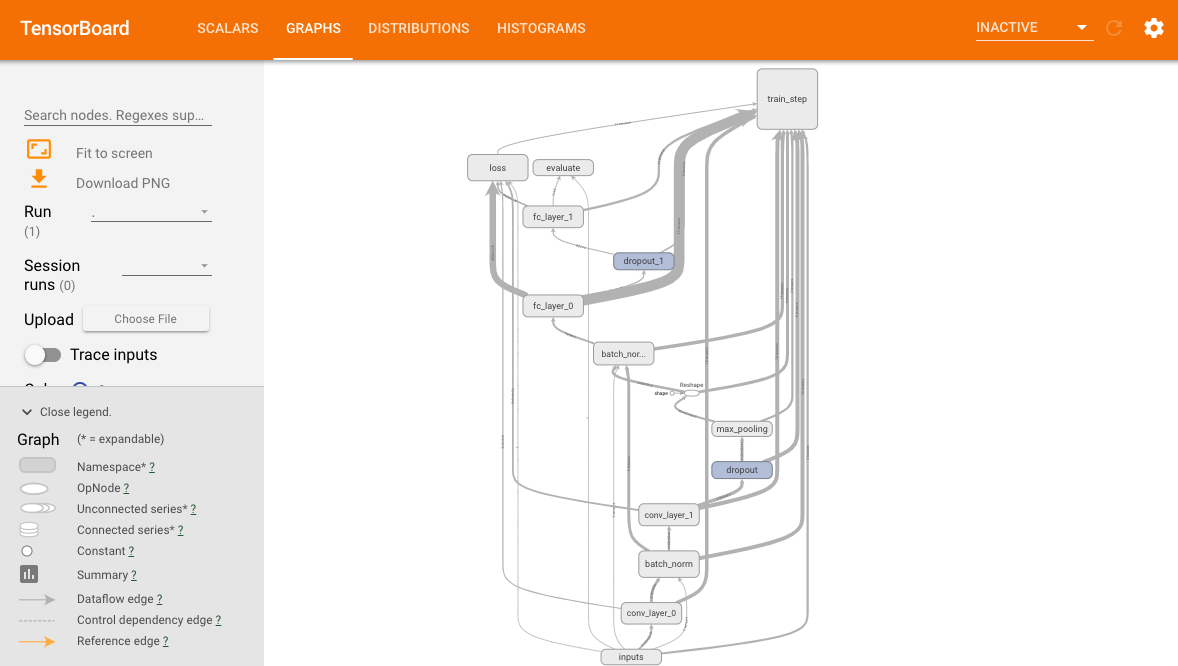 TensorBoard
SCALARS
GRAPHS
DISTRIBUTIONS
HISTOGRAMS
INACTIVE
Search nodes. Regexes sup...
Fit to screen
Download PNG
Run
(1)
.
Session
runs (0)
Upload
Choose File
Trace inputs
Close legend.
Graph (* = expandable)
Namespace* ?
OpNode ?
Unconnected series* ?
Connected series* ?
Constant ?
Summary ?
Dataflow edge ?
Control dependency edge ?
Reference edge ?
train_step
loss
evaluate
fc_layer_1
dropout_1
fc_layer_0
batch_nor...
Reshape
shape
max_pooling
dropout
conv_layer_1
batch_norm
conv_layer_0
inputs